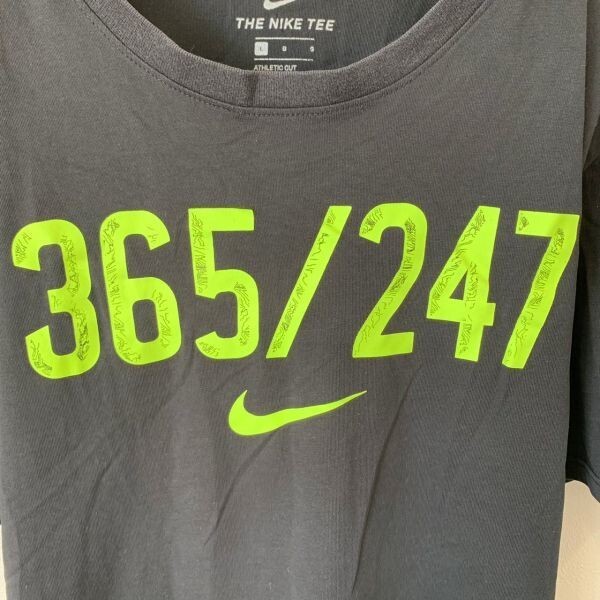 THE NIKE TEE
L G G
ATHLETIC CUT
365/247